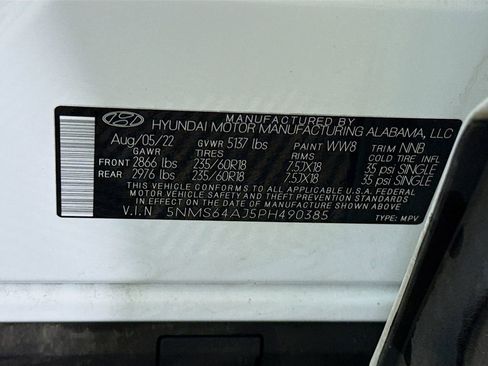 MANUFACTURED BY
HYUNDAI MOTOR MANUFACTURING ALABAMA, LLC
Aug/05/22 GVWR 5137 lbs PAINT WW8 TRIM NNB
GAWR TIRES RIMS COLD TIRE INFL
FRONT 2866 lbs 235/60R18 7.5JX18 35 psi SINGLE
REAR 2976 lbs 235/60R18 7.5JX18 35 psi SINGLE
THIS VEHICLE CONFORMS TO ALL APPLICABLE U.S.A. FEDERAL
MOTOR VEHICLE SAFETY, BUMPER, AND THEFT PREVENTION STANDARDS
IN EFFECT ON THE DATE OF MANUFACTURE SHOWN ABOVE
V.I.N 5NMS64AJ5PH490385 TYPE: MPV